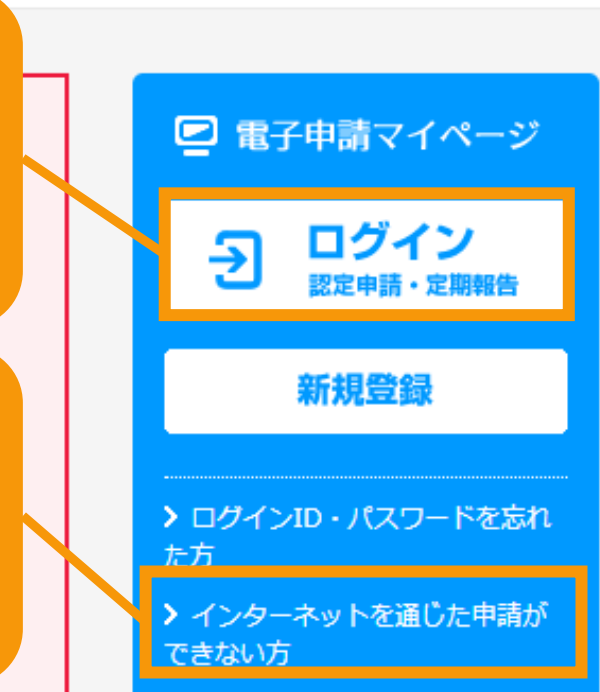 電子申請マイページ
ログイン
認定申請・定期報告
新規登録
> ログインID・パスワードを忘れ
た方
> インターネットを通じた申請が
できない方